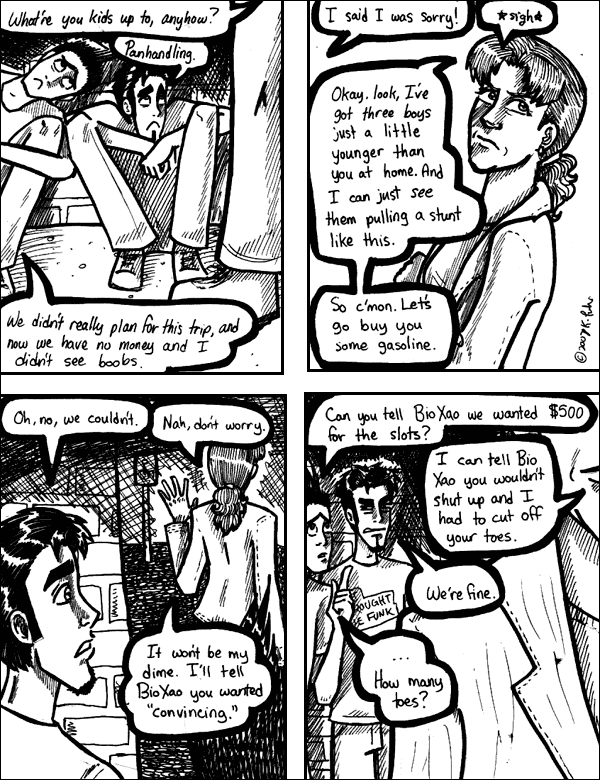 What're you kids up to, anyhow?
Panhandling.
We didn't really plan for this trip, and
now we have no money and I
didn't see boobs.
I said I was sorry!
*sigh*
Okay. look, I've
got three boys
just a little
younger than
you at home. And
I can just see
them pulling a stunt
like this.
So c'mon. Let's
go buy you
some gasoline.
Oh, no, we couldn't.
Nah, don't worry.
It won't be my
dime. I'll tell
BioXao you wanted
"convincing."
Can you tell BioXao we wanted $500
for the slots?
I can tell Bio
Xao you wouldn't
shut up and I
had to cut off
your toes.
We're fine.
OUGHT
E FUNK
...
How many
toes?